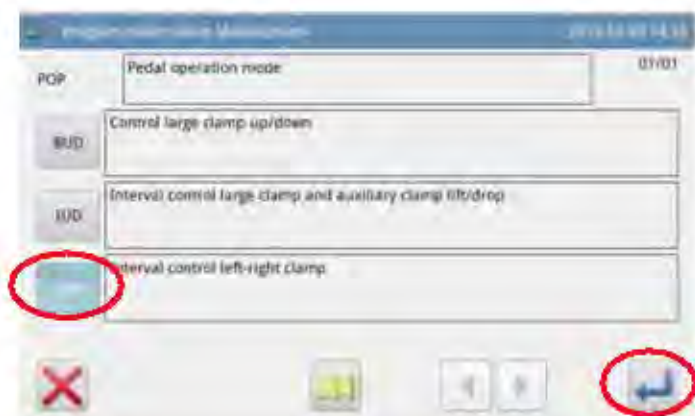 POP
Pedal operation mode
01/01
BUD
Control large clamp up/down
IUD
Interval control large clamp and auxiliary clamp lift/drop
Interval control left-right clamp